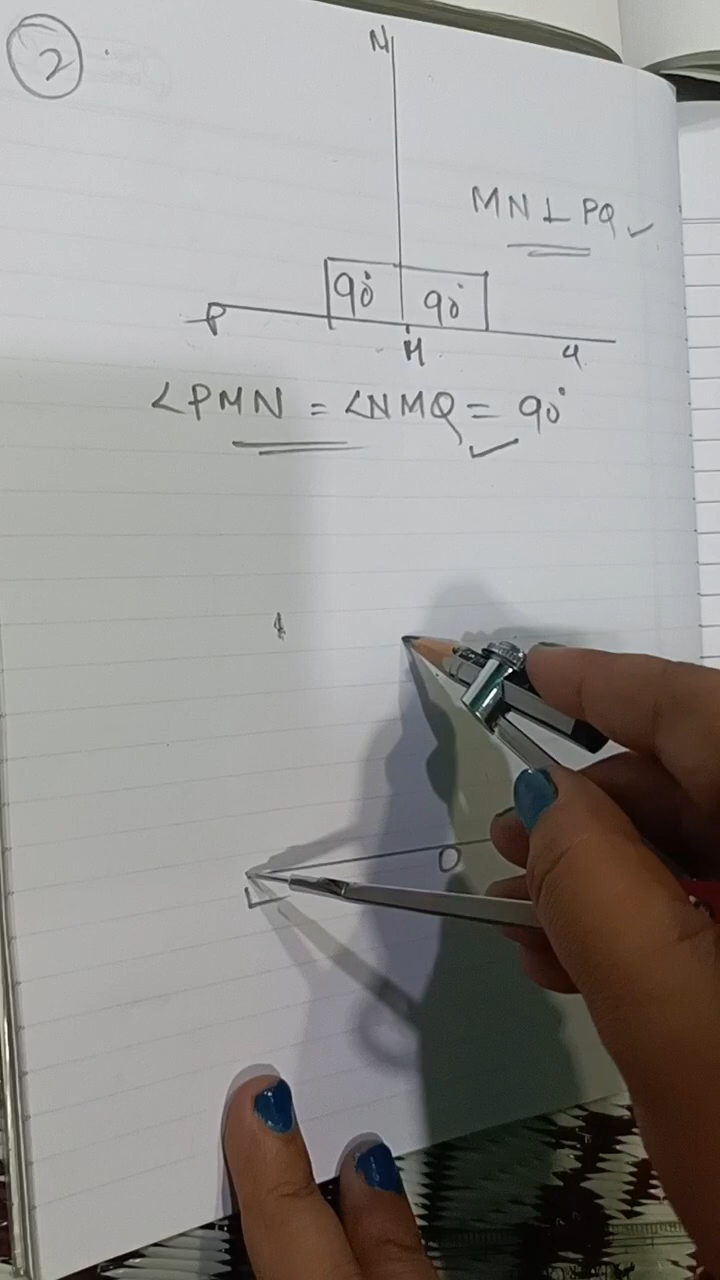 2
N
MN ⊥ PQ ✓
90° 90°
P M Q
∠PMN = ∠NMQ = 90°
O
L